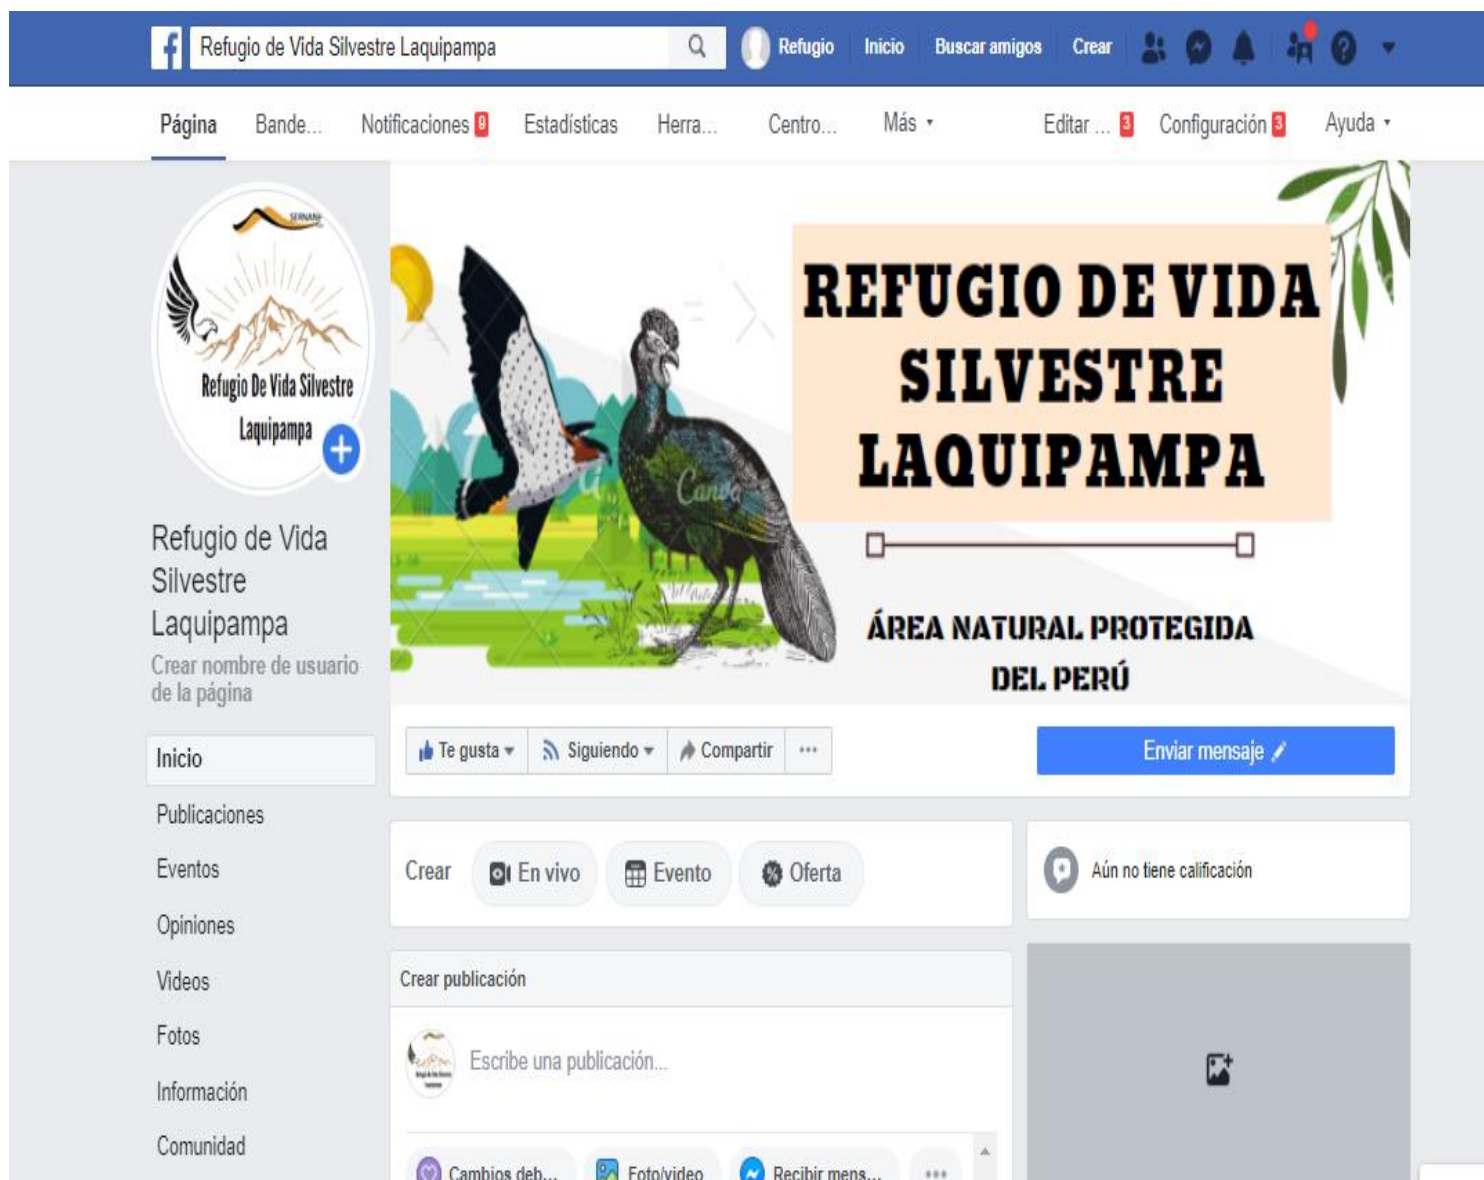 Refugio de Vida Silvestre Laquipampa
Refugio Inicio Buscar amigos Crear
Página Bande... Notificaciones 9 Estadísticas Herra... Centro... Más Editar ... 3 Configuración 3 Ayuda
SERNANP
Refugio De Vida Silvestre
Laquipampa
REFUGIO DE VIDA
SILVESTRE
LAQUIPAMPA
Canva
ÁREA NATURAL PROTEGIDA
DEL PERÚ
Refugio de Vida
Silvestre
Laquipampa
Crear nombre de usuario
de la página
Inicio
Publicaciones
Eventos
Opiniones
Videos
Fotos
Información
Comunidad
Te gusta Siguiendo Compartir ...
Enviar mensaje
Crear En vivo Evento Oferta
Aún no tiene calificación
Crear publicación
Escribe una publicación...
Cambios deb... Foto/video Recibir mens... ...